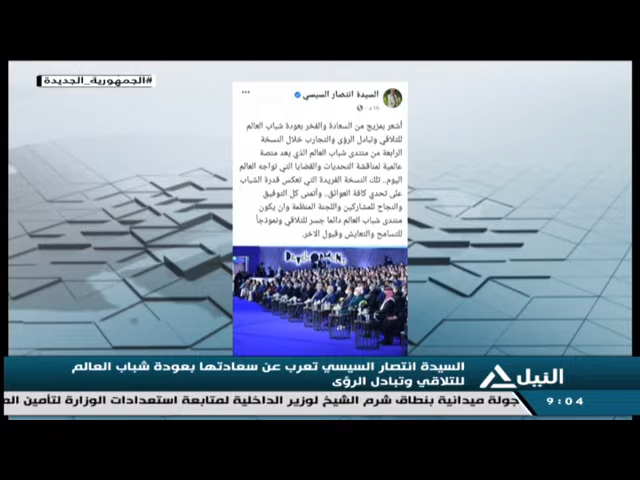 #الجمهورية_الجديدة
السيدة انتصار السيسي
أشعر بمزيج من السعادة والفخر بعودة شباب العالم
للتلاقي وتبادل الرؤى والتجارب خلال النسخة
الرابعة من منتدى شباب العالم الذي يعد منصة
عالمية لمناقشة التحديات والقضايا التي تواجه العالم
اليوم.. تلك النسخة الفريدة التي تعكس قدرة الشباب
على تحدي كافة العوائق.. وأتمنى كل التوفيق
والنجاح للمشاركين واللجنة المنظمة وان يكون
منتدى شباب العالم دائما جسر للتلاقي ونموذجاً
للتسامح والتعايش وقبول الاخر.
DEVELOPMENT
السيدة انتصار السيسي تعرب عن سعادتها بعودة شباب العالم
للتلاقي وتبادل الرؤى
النيل
جولة ميدانية بنطاق شرم الشيخ لوزير الداخلية لمتابعة استعدادات الوزارة لتأمين
9:04